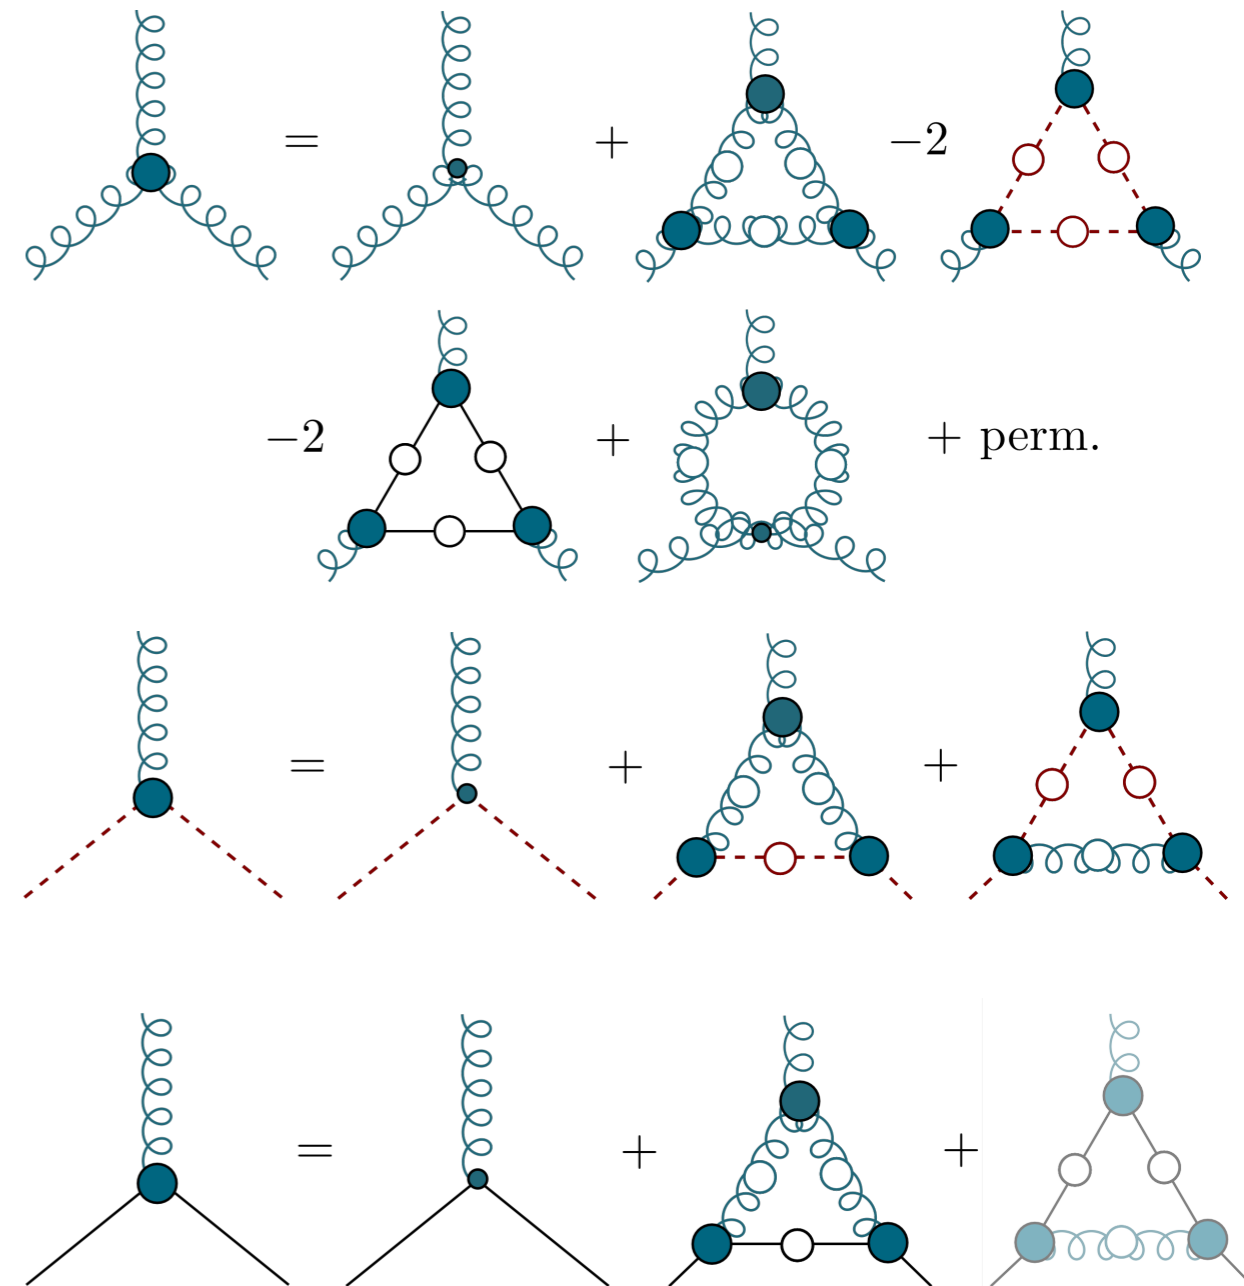 = + −2
−2 + + perm.
= + +
= + +